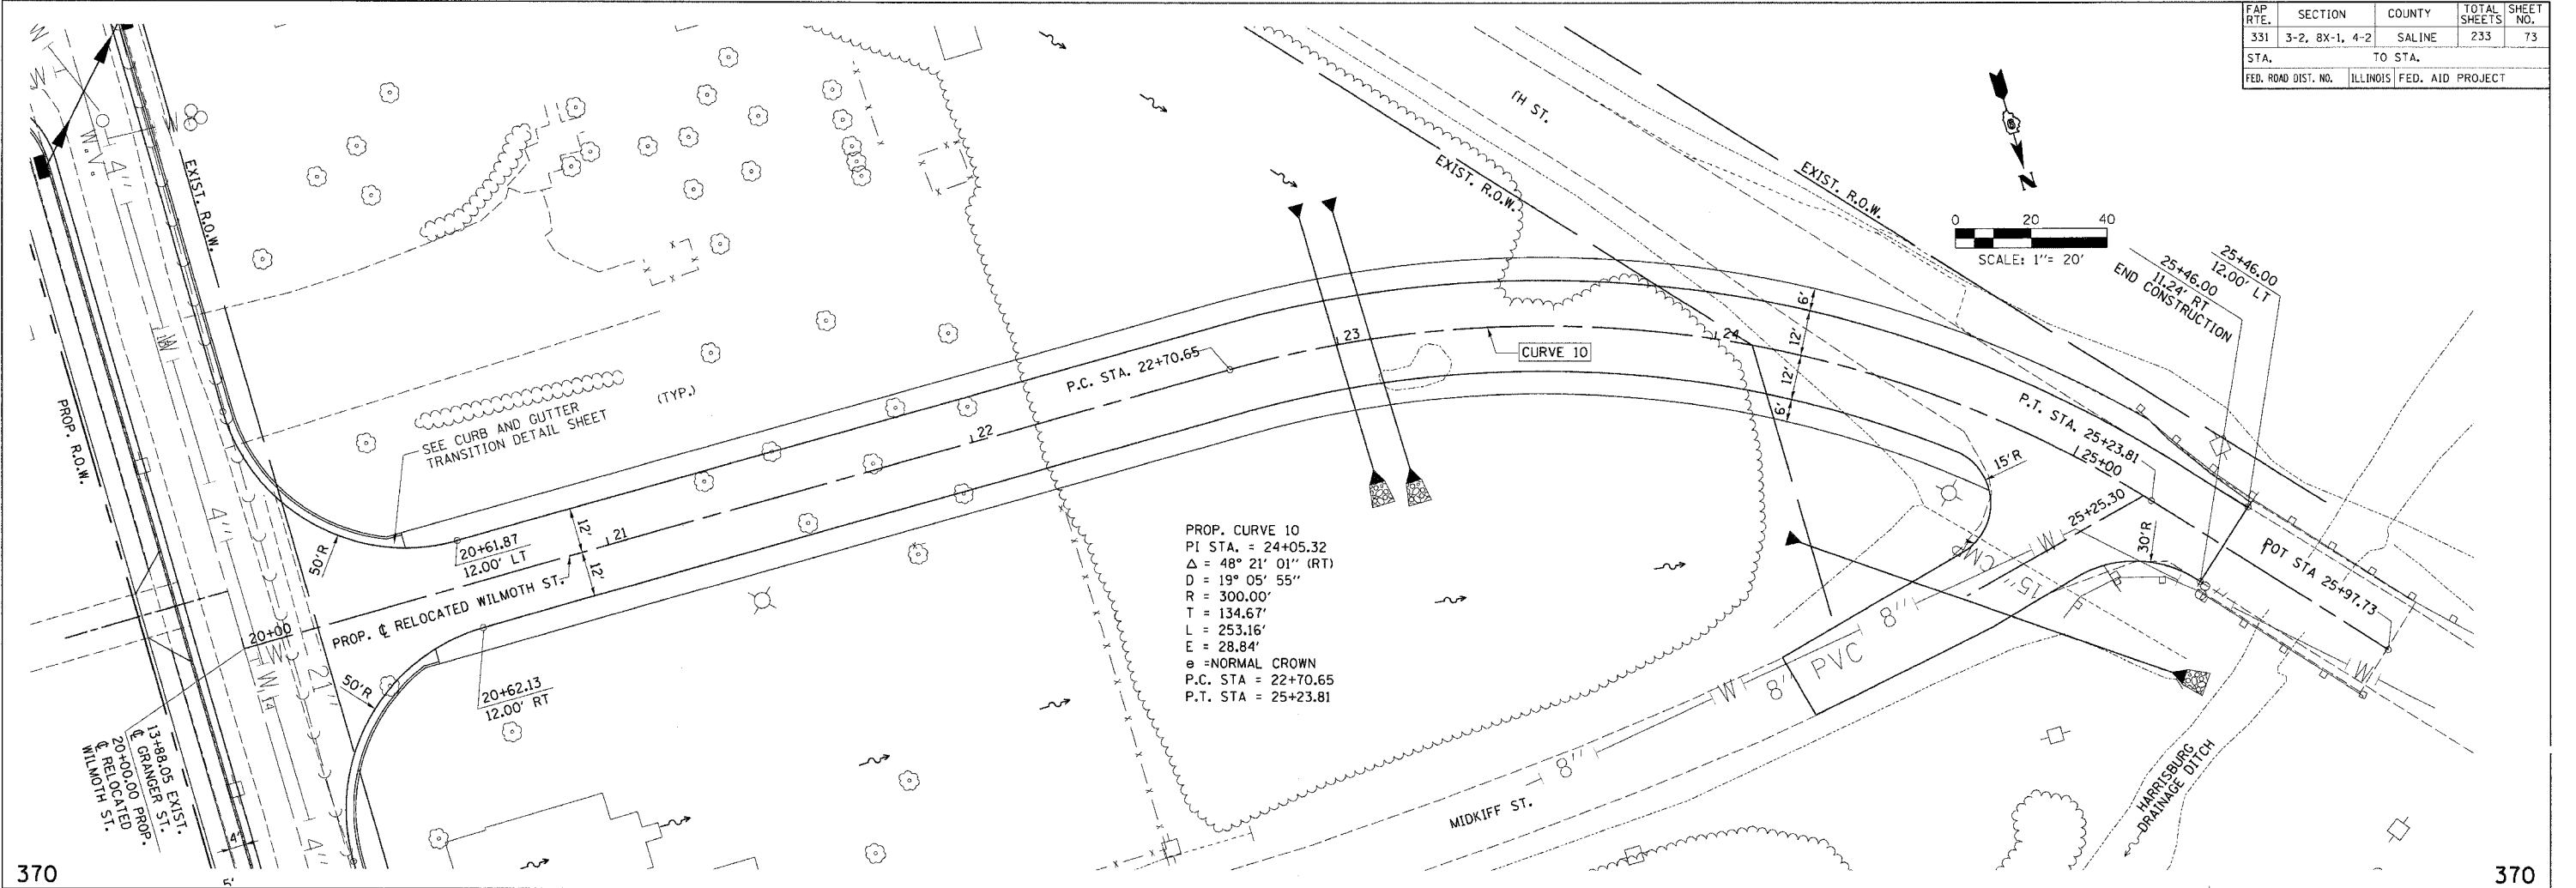 FAP RTE. SECTION COUNTY TOTAL SHEETS SHEET NO.
331 3-2, 8X-1, 4-2 SALINE 233 73
STA. TO STA.
FED. ROAD DIST. NO. ILLINOIS FED. AID PROJECT
N
0 20 40
SCALE: 1"= 20'
TH ST.
EXIST. R.O.W.
EXIST. R.O.W.
EXIST. R.O.W.
PROP. R.O.W.
W
W
W.V.
4"
4"
4"
W
W
W
21"
14
25+46.00
12.00' LT
25+46.00
11.24' RT
END CONSTRUCTION
P.C. STA. 22+70.65
CURVE 10
23
24
22
21
6'
12'
12'
6'
P.T. STA. 25+23.81
25+00
15'R
25+25.30
30'R
POT STA 25+97.73
SEE CURB AND GUTTER
TRANSITION DETAIL SHEET
(TYP.)
50'R
20+61.87
12.00' LT
12'
12'
PROP. ℄ RELOCATED WILMOTH ST.
20+00
50'R
20+62.13
12.00' RT
13+88.05 EXIST.
℄ GRANGER ST.
20+00.00 PROP.
℄ RELOCATED
WILMOTH ST.
PROP. CURVE 10
PI STA. = 24+05.32
Δ = 48° 21' 01" (RT)
D = 19° 05' 55"
R = 300.00'
T = 134.67'
L = 253.16'
E = 28.84'
e =NORMAL CROWN
P.C. STA = 22+70.65
P.T. STA = 25+23.81
15" CMP
W
8"
PVC
8"
W
8"
W
MIDKIFF ST.
HARRISBURG
DRAINAGE DITCH
4'
5'
370
370